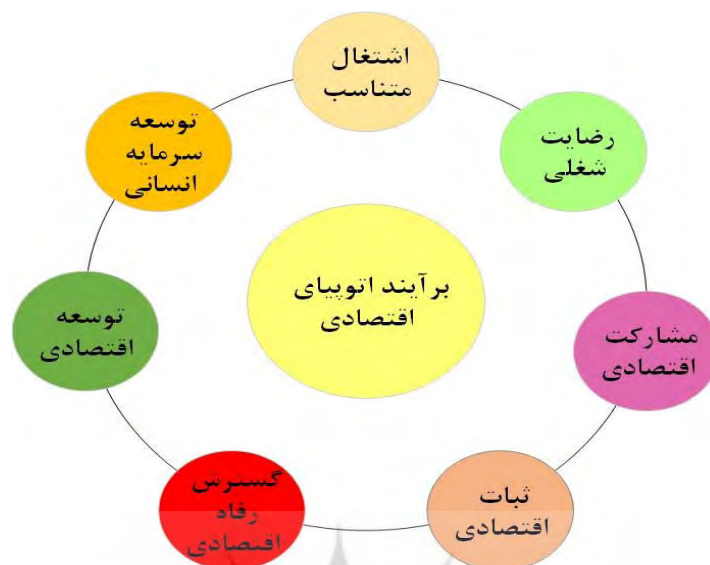 اشتغال
متناسب
رضایت
شغلی
مشارکت
اقتصادی
ثبات
اقتصادی
گسترش
رفاه
اقتصادی
توسعه
اقتصادی
توسعه
سرمایه
انسانی
برآیند اتوپیای
اقتصادی